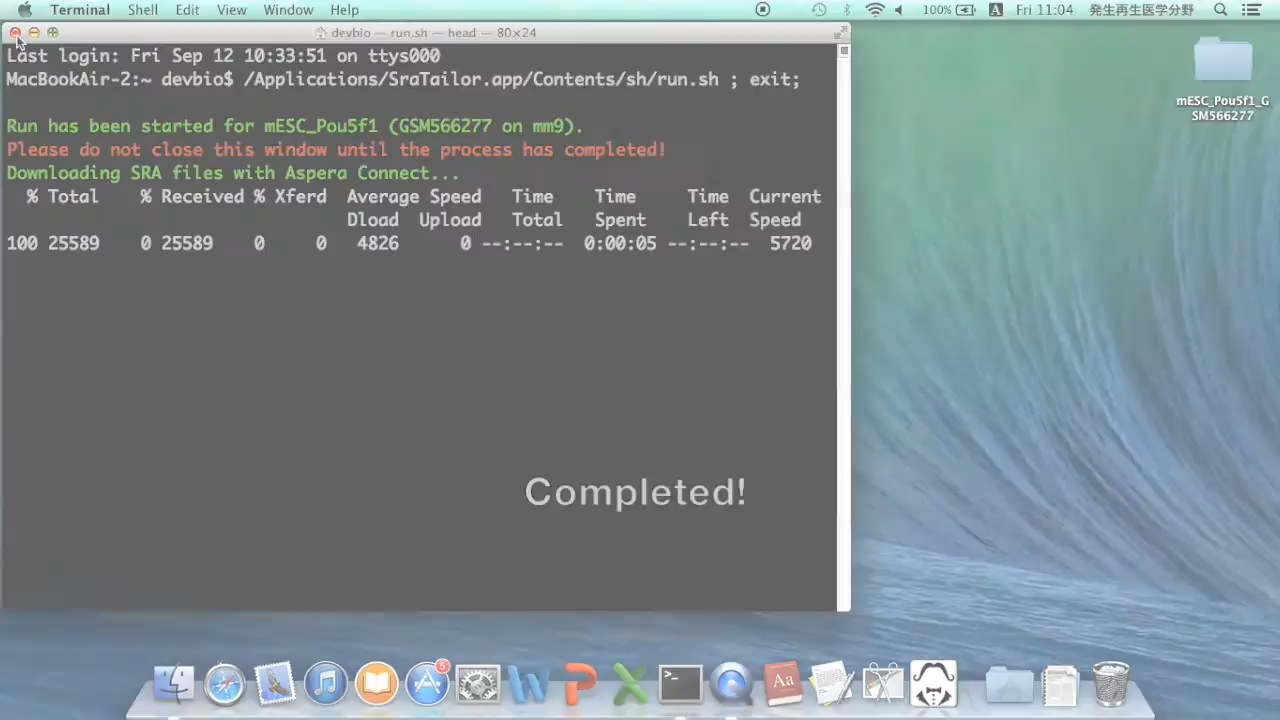 Terminal Shell Edit View Window Help 100% A Fri 11:04 発生再生医学分野
devbio — run.sh — head — 80×24
Last login: Fri Sep 12 10:33:51 on ttys000
MacBookAir-2:~ devbio$ /Applications/SraTailor.app/Contents/sh/run.sh ; exit;
Run has been started for mESC_Pou5f1 (GSM566277 on mm9).
Please do not close this window until the process has completed!
Downloading SRA files with Aspera Connect...
% Total % Received % Xferd Average Speed Time Time Time Current
Dload Upload Total Spent Left Speed
100 25589 0 25589 0 0 4826 0 --:--:-- 0:00:05 --:--:-- 5720
mESC_Pou5f1_G
SM566277
Completed!
5
Aa